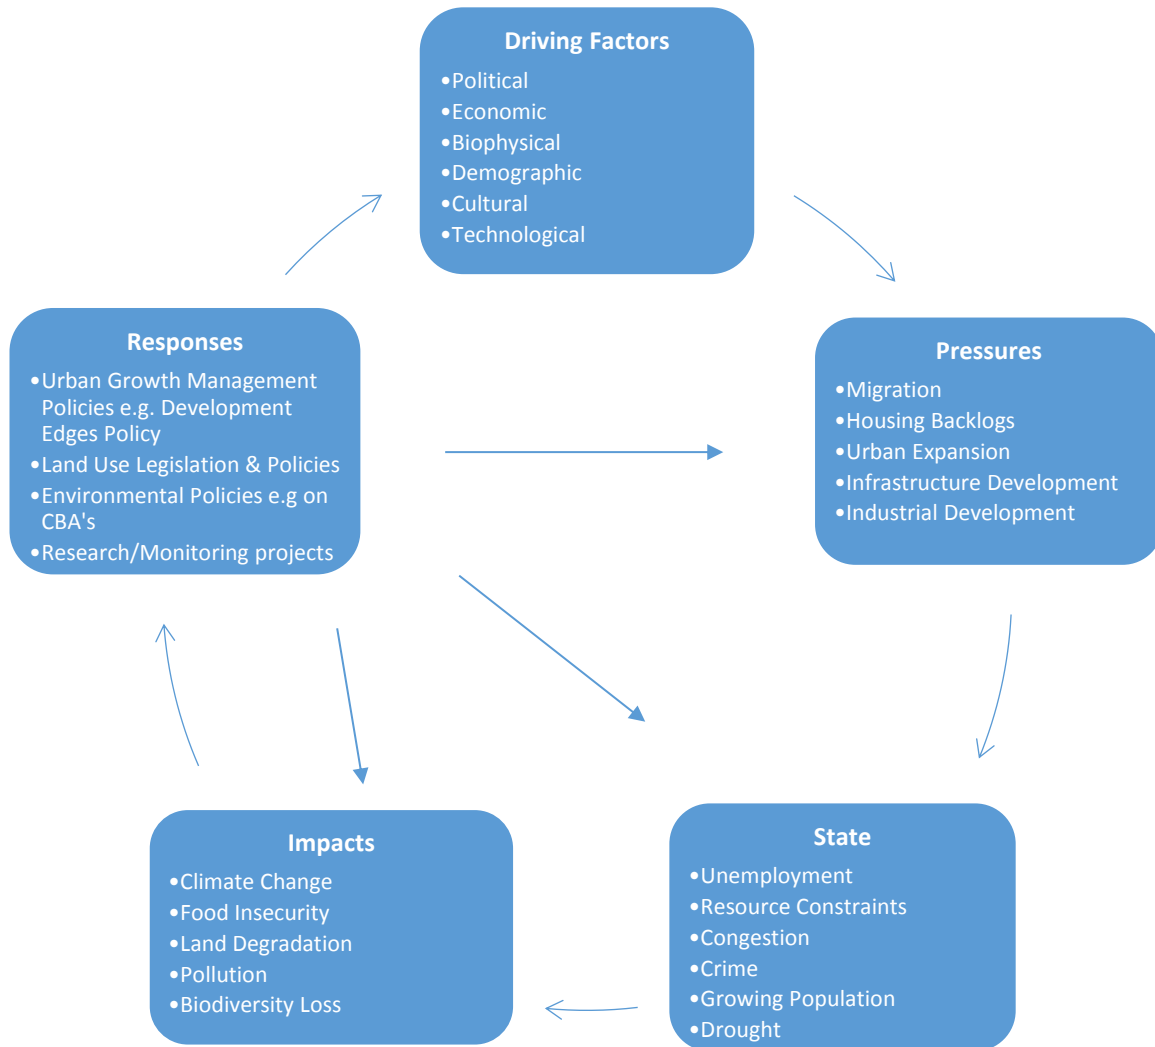 Driving Factors
•Political
•Economic
•Biophysical
•Demographic
•Cultural
•Technological
Responses
•Urban Growth Management
Policies e.g. Development
Edges Policy
•Land Use Legislation & Policies
•Environmental Policies e.g on
CBA's
•Research/Monitoring projects
Pressures
•Migration
•Housing Backlogs
•Urban Expansion
•Infrastructure Development
•Industrial Development
Impacts
•Climate Change
•Food Insecurity
•Land Degradation
•Pollution
•Biodiversity Loss
State
•Unemployment
•Resource Constraints
•Congestion
•Crime
•Growing Population
•Drought